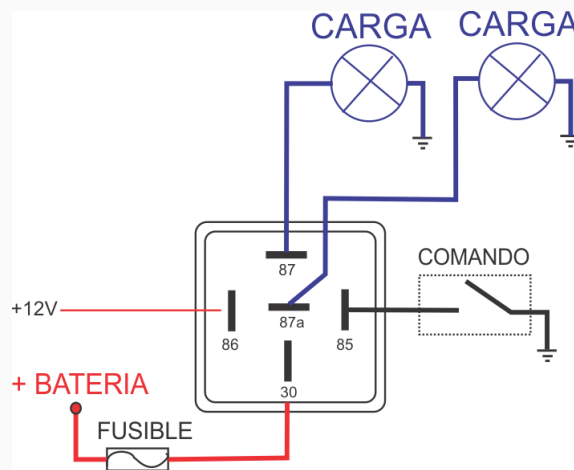 CARGA
CARGA
87
COMANDO
+12V
87a
86
85
+ BATERIA
30
FUSIBLE